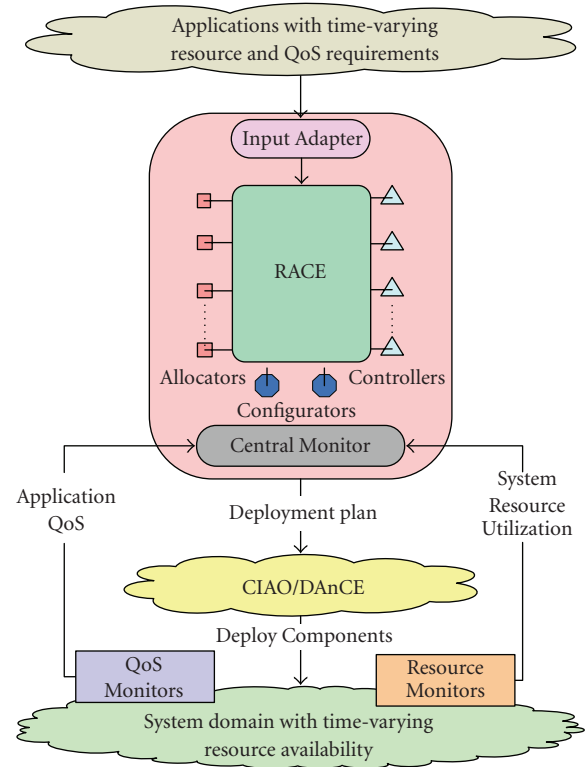 Applications with time-varying
resource and QoS requirements
Input Adapter
RACE
Allocators
Controllers
Configurators
Central Monitor
Application
QoS
System
Resource
Utilization
Deployment plan
CIAO/DAnCE
Deploy Components
QoS
Monitors
Resource
Monitors
System domain with time-varying
resource availability